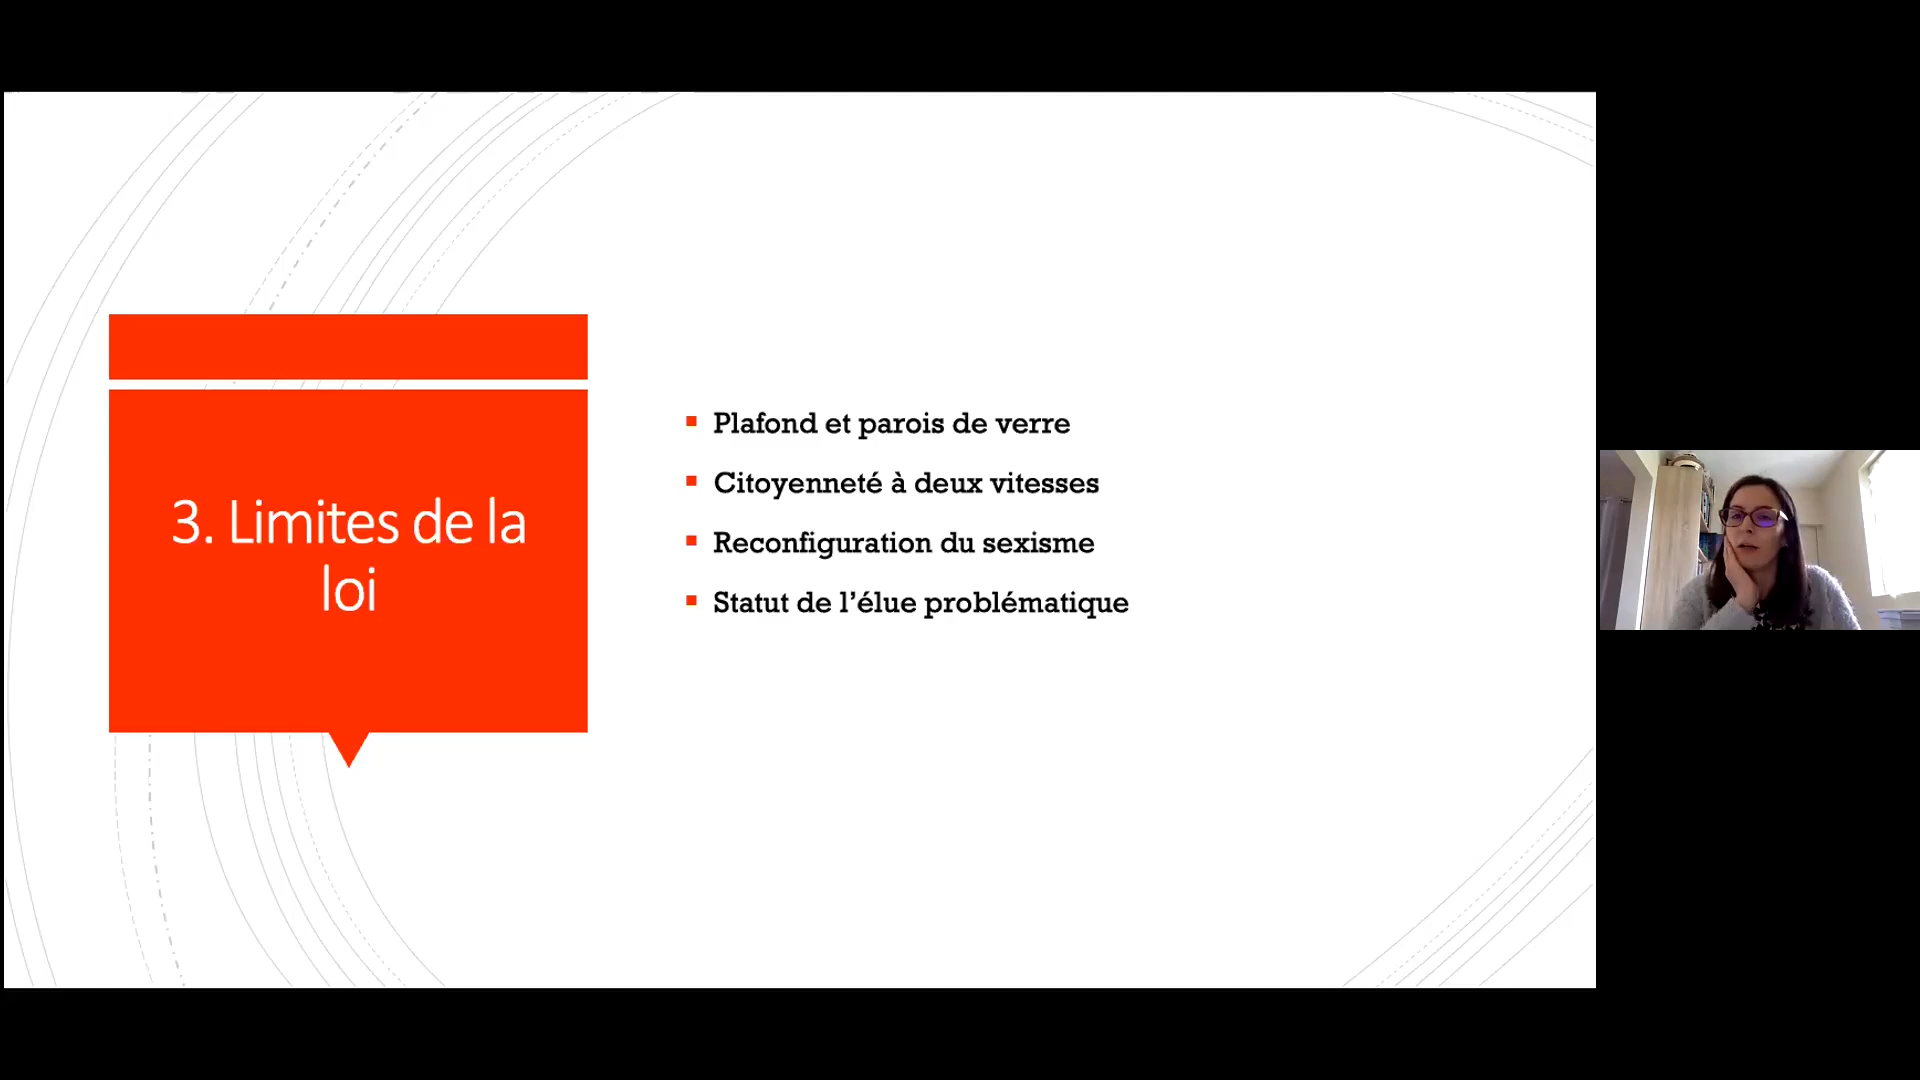 3. Limites de la
loi
Plafond et parois de verre
Citoyenneté à deux vitesses
Reconfiguration du sexisme
Statut de l’élue problématique